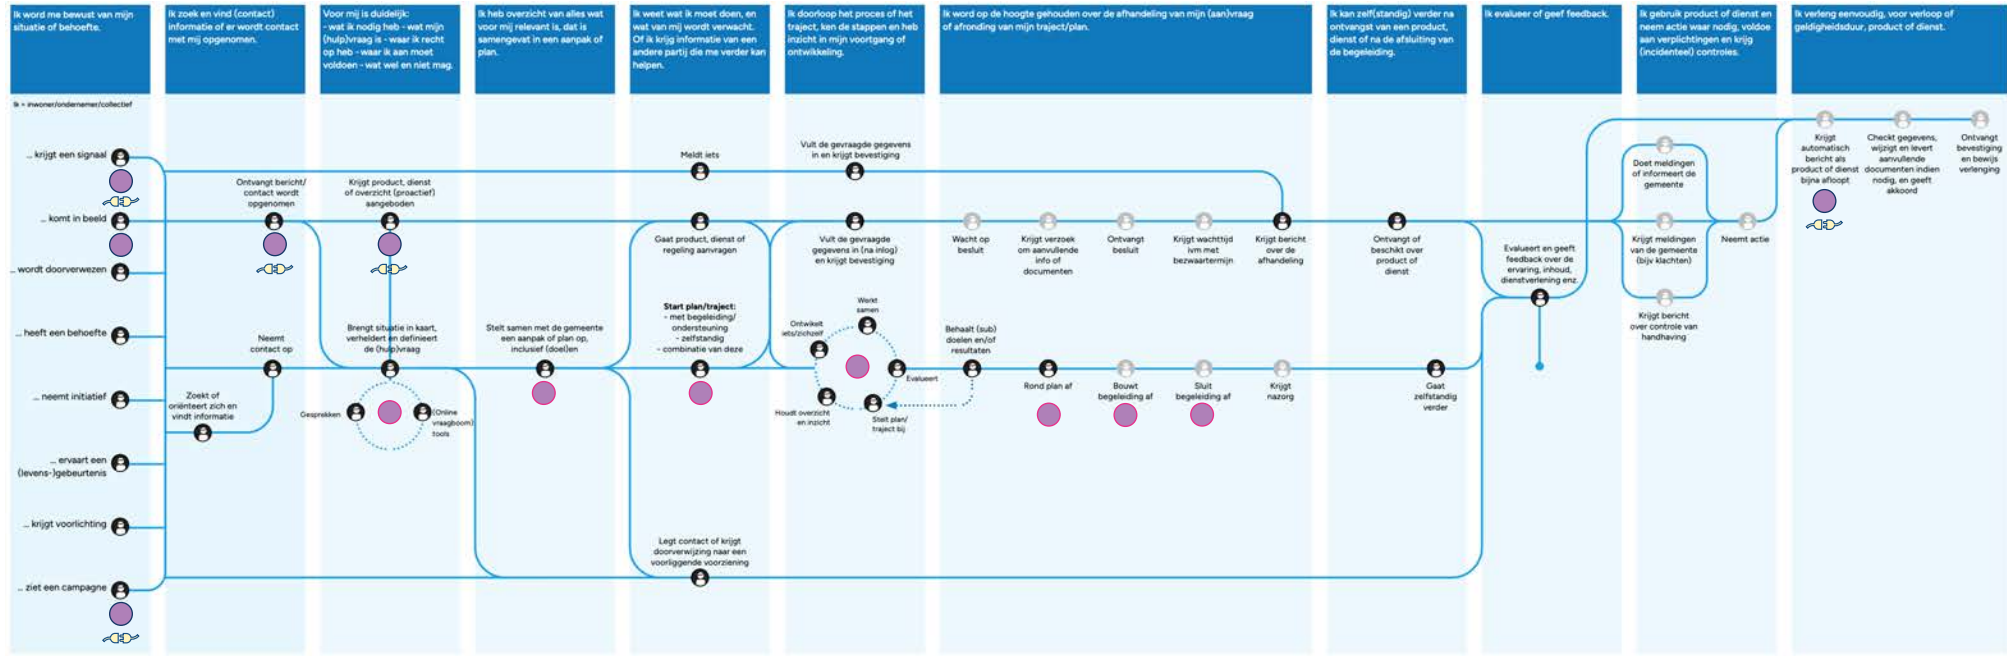 Ik word me bewust van mijn
situatie of behoefte.
Ik zoek en vind (contact)
informatie of er wordt contact
met mij opgenomen.
Voor mij is duidelijk:
- wat ik nodig heb - wat mijn
(hulp)vraag is - waar ik recht
op heb - waar ik aan moet
voldoen - wat wel en niet mag.
Ik heb overzicht van alles wat
voor mij relevant is, dat is
samengevat in een aanpak of
plan.
Ik weet wat ik moet doen, en
wat van mij wordt verwacht.
Of ik krijg informatie van een
andere partij die me verder kan
helpen.
Ik doorloop het proces of het
traject, ken de stappen en heb
inzicht in mijn voortgang of
ontwikkeling.
Ik word op de hoogte gehouden over de afhandeling van mijn (aan)vraag
of afronding van mijn traject/plan.
Ik kan zelf(standig) verder na
ontvangst van een product,
dienst of na de afsluiting van
de begeleiding.
Ik evalueer of geef feedback.
Ik gebruik product of dienst en
neem actie waar nodig, voldoe
aan verplichtingen en krijg
(incidenteel) controles.
Ik verleng eenvoudig, voor verloop of
geldigheidsduur, product of dienst.
Ik = inwoner/ondernemer/collectief
... krijgt een signaal
... komt in beeld
... wordt doorverwezen
... heeft een behoefte
... neemt initiatief
... ervaart een
(levens-)gebeurtenis
... krijgt voorlichting
... ziet een campagne
Ontvangt bericht/
contact wordt
opgenomen
Neemt
contact op
Zoekt of
oriënteert zich en
vindt informatie
Krijgt product, dienst
of overzicht (proactief)
aangeboden
Brengt situatie in kaart,
verheldert en definieert
de (hulp)vraag
Gesprekken
(Online
vraagboom)
tools
Stelt samen met de gemeente
een aanpak of plan op,
inclusief (doel)en
Meldt iets
Gaat product, dienst of
regeling aanvragen
Start plan/traject:
- met begeleiding/
ondersteuning
- zelfstandig
- combinatie van deze
Legt contact of krijgt
doorverwijzing naar een
voorliggende voorziening
Vult de gevraagde gegevens
in en krijgt bevestiging
Vult de gevraagde
gegevens in (na inlog)
en krijgt bevestiging
Werkt
samen
Ontwikelt
iets/zichzelf
Evalueert
Houdt overzicht
en inzicht
Stelt plan/
traject bij
Wacht op
besluit
Krijgt verzoek
om aanvullende
info of
documenten
Ontvangt
besluit
Krijgt wachttijd
ivm met
bezwaartermijn
Krijgt bericht
over de
afhandeling
Behaalt (sub)
doelen en/of
resultaten
Rond plan af
Bouwt
begeleiding af
Sluit
begeleiding af
Krijgt
nazorg
Ontvangt of
beschikt over
product of
dienst
Gaat
zelfstandig
verder
Evalueert en geeft
feedback over de
ervaring, inhoud,
dienstverlening enz.
Doet meldingen
of informeert de
gemeente
Krijgt meldingen
van de gemeente
(bijv klachten)
Krijgt bericht
over controle van
handhaving
Neemt actie
Krijgt
automatisch
bericht als
product of dienst
bijna afloopt
Checkt gegevens,
wijzigt en levert
aanvullende
documenten indien
nodig, en geeft
akkoord
Ontvangt
bevestiging
en bewijs
verlenging